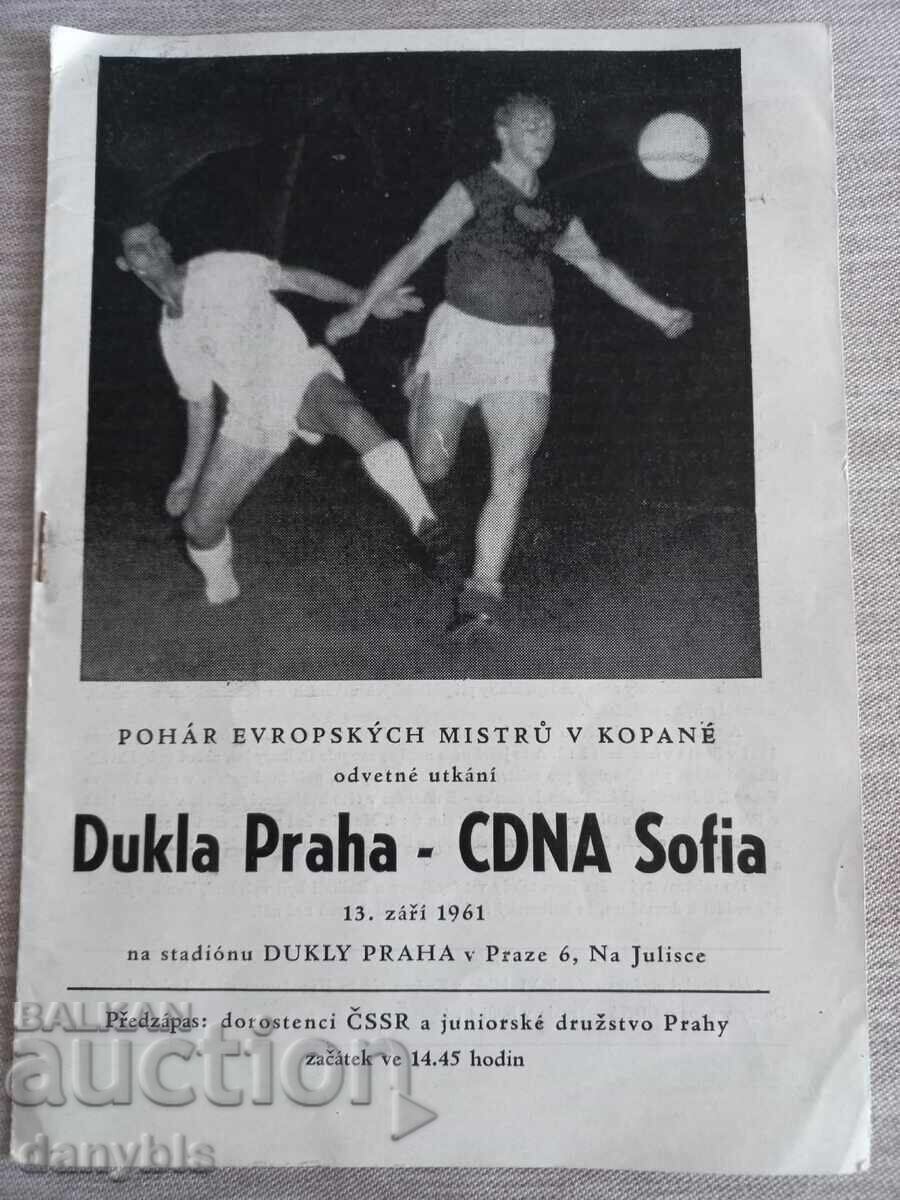 POHÁR EVROPSKÝCH MISTRŮ V KOPANÉ
odvetné utkání
Dukla Praha - CDNA Sofia
13. září 1961
na stadiónu DUKLY PRAHA v Praze 6, Na Julisce
Předzápas: dorostenci ČSSR a juniorské družstvo Prahy
začátek ve 14.45 hodin
BALKAN
auction
danybls